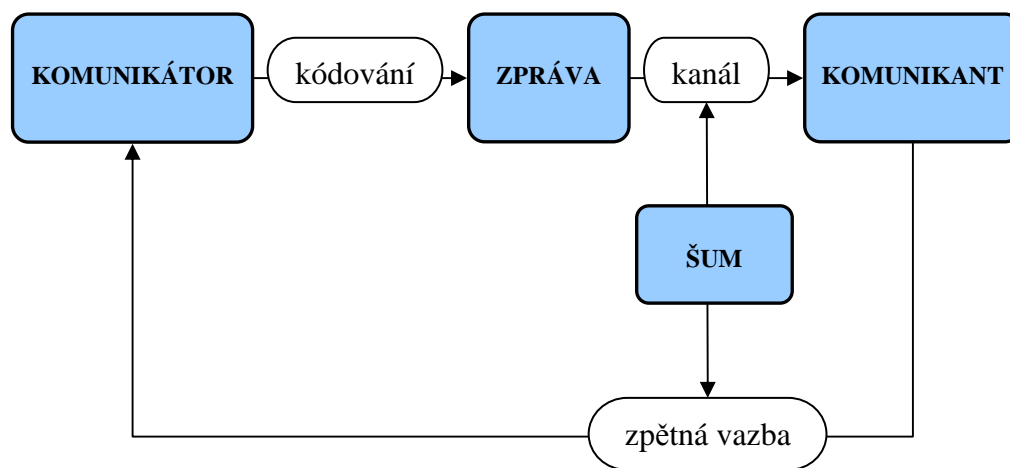 KOMUNIKÁTOR
kódování
ZPRÁVA
kanál
KOMUNIKANT
ŠUM
zpětná vazba